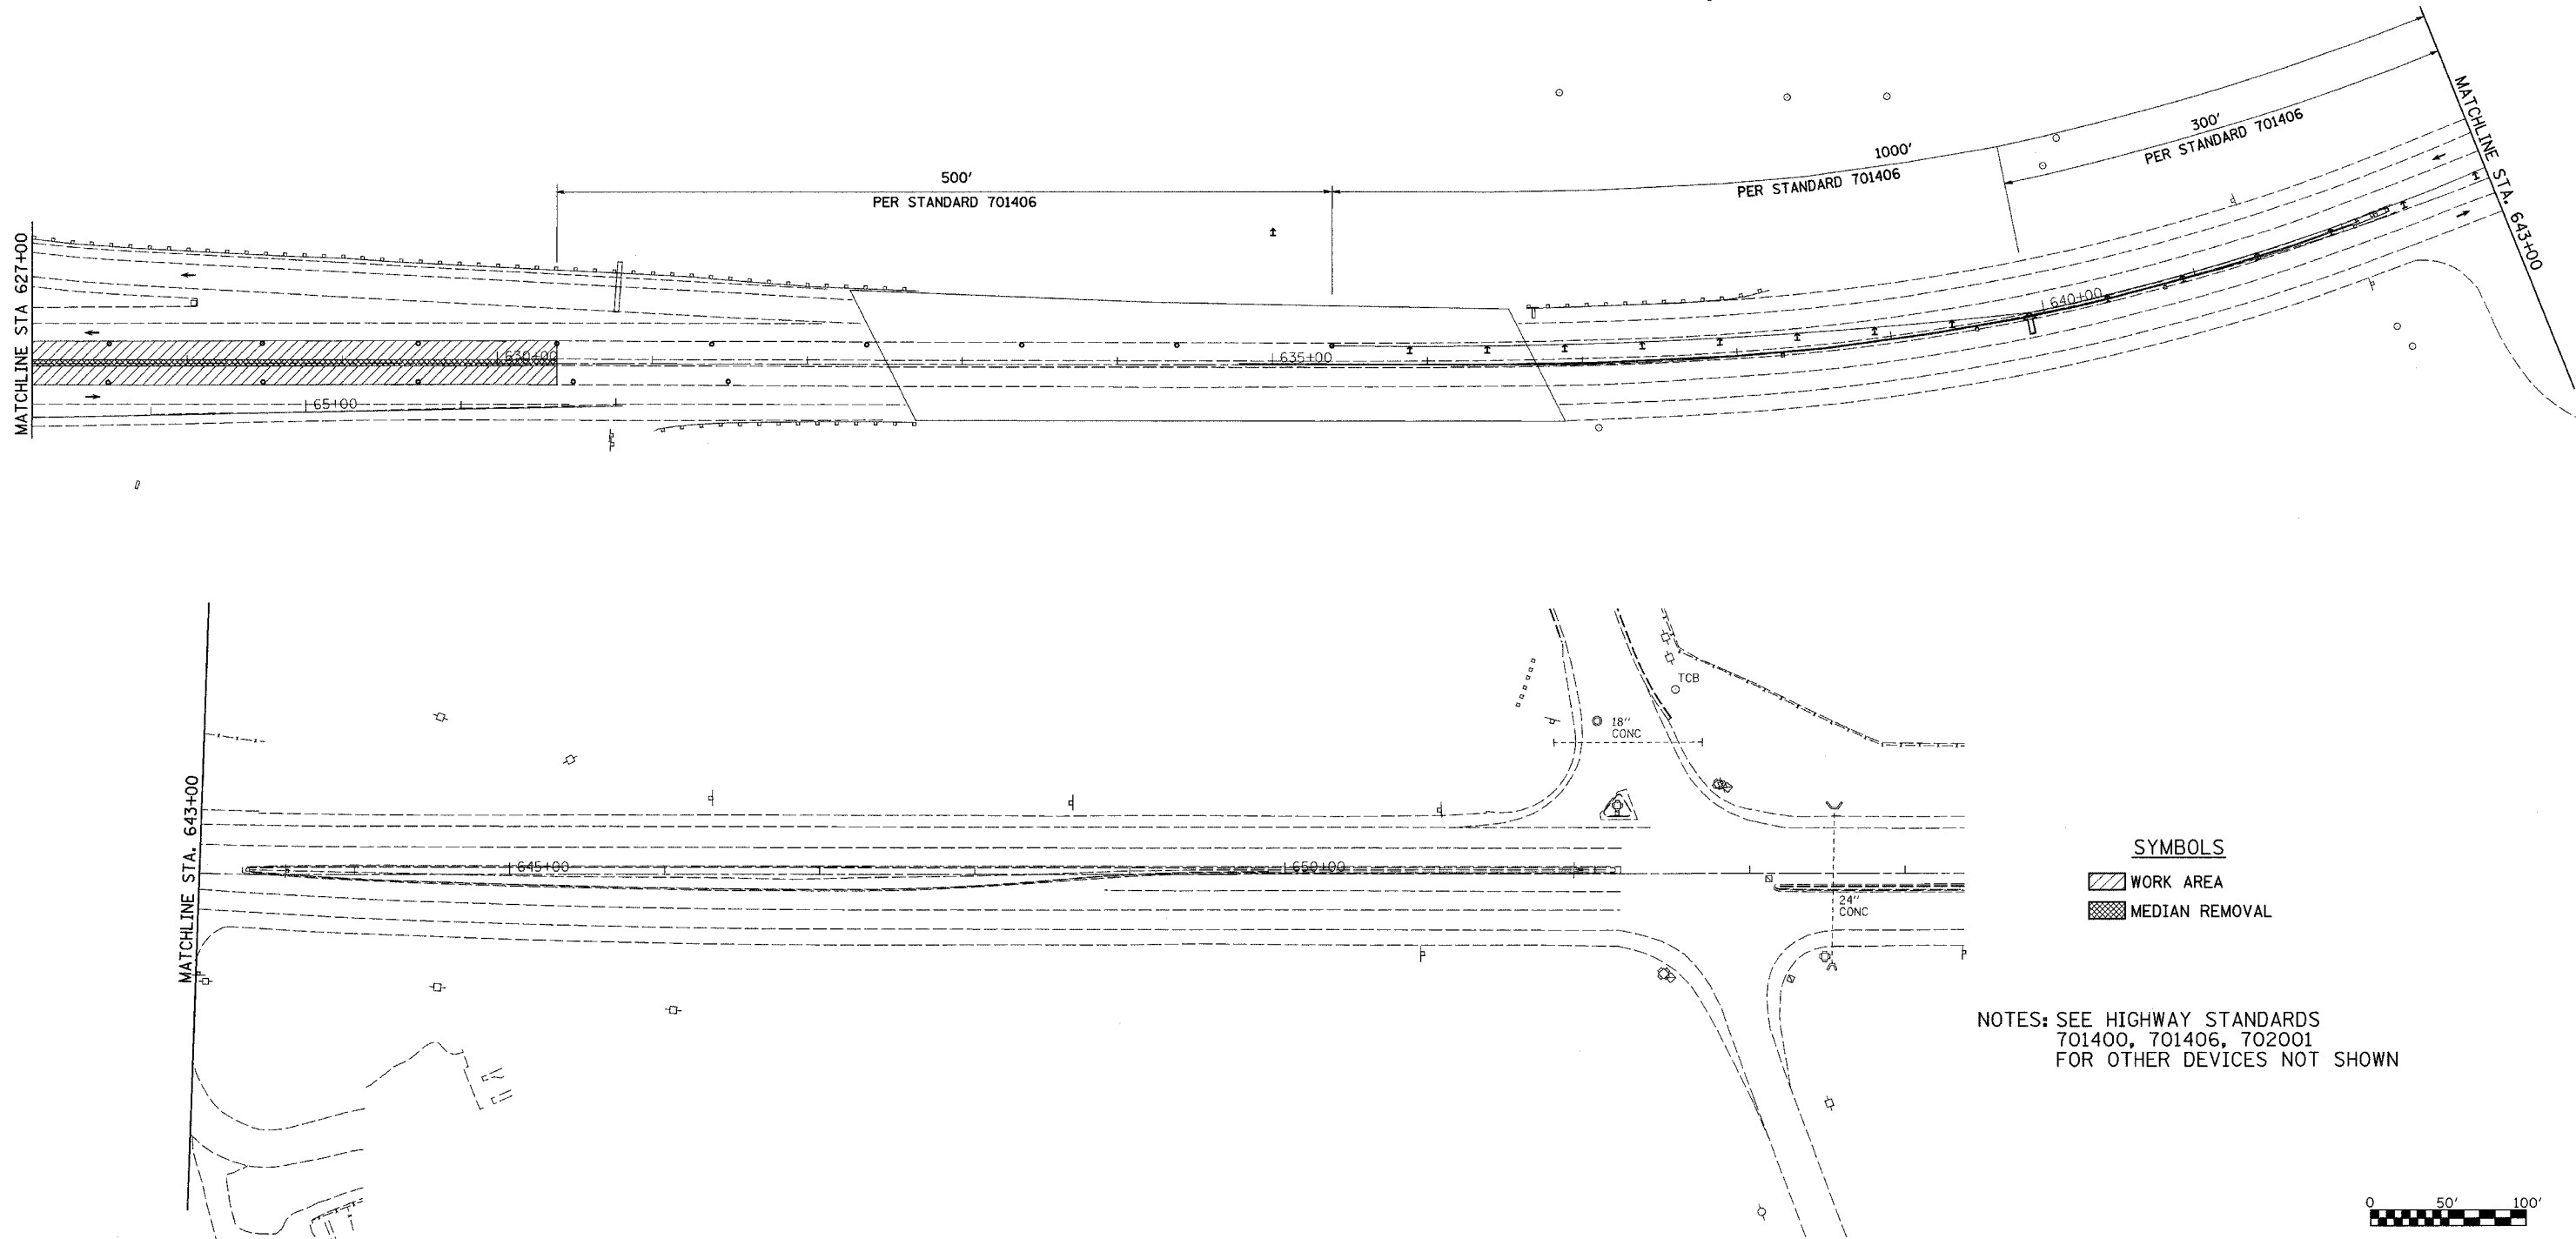 MATCHLINE STA 627+00
500'
PER STANDARD 701406
1000'
PER STANDARD 701406
300'
PER STANDARD 701406
MATCHLINE STA. 643+00
630+00
635+00
640+00
65+00
MATCHLINE STA. 643+00
645+00
650+00
TCB
18"
CONC
24"
CONC
SYMBOLS
WORK AREA
MEDIAN REMOVAL
NOTES: SEE HIGHWAY STANDARDS
701400, 701406, 702001
FOR OTHER DEVICES NOT SHOWN
0 50' 100'